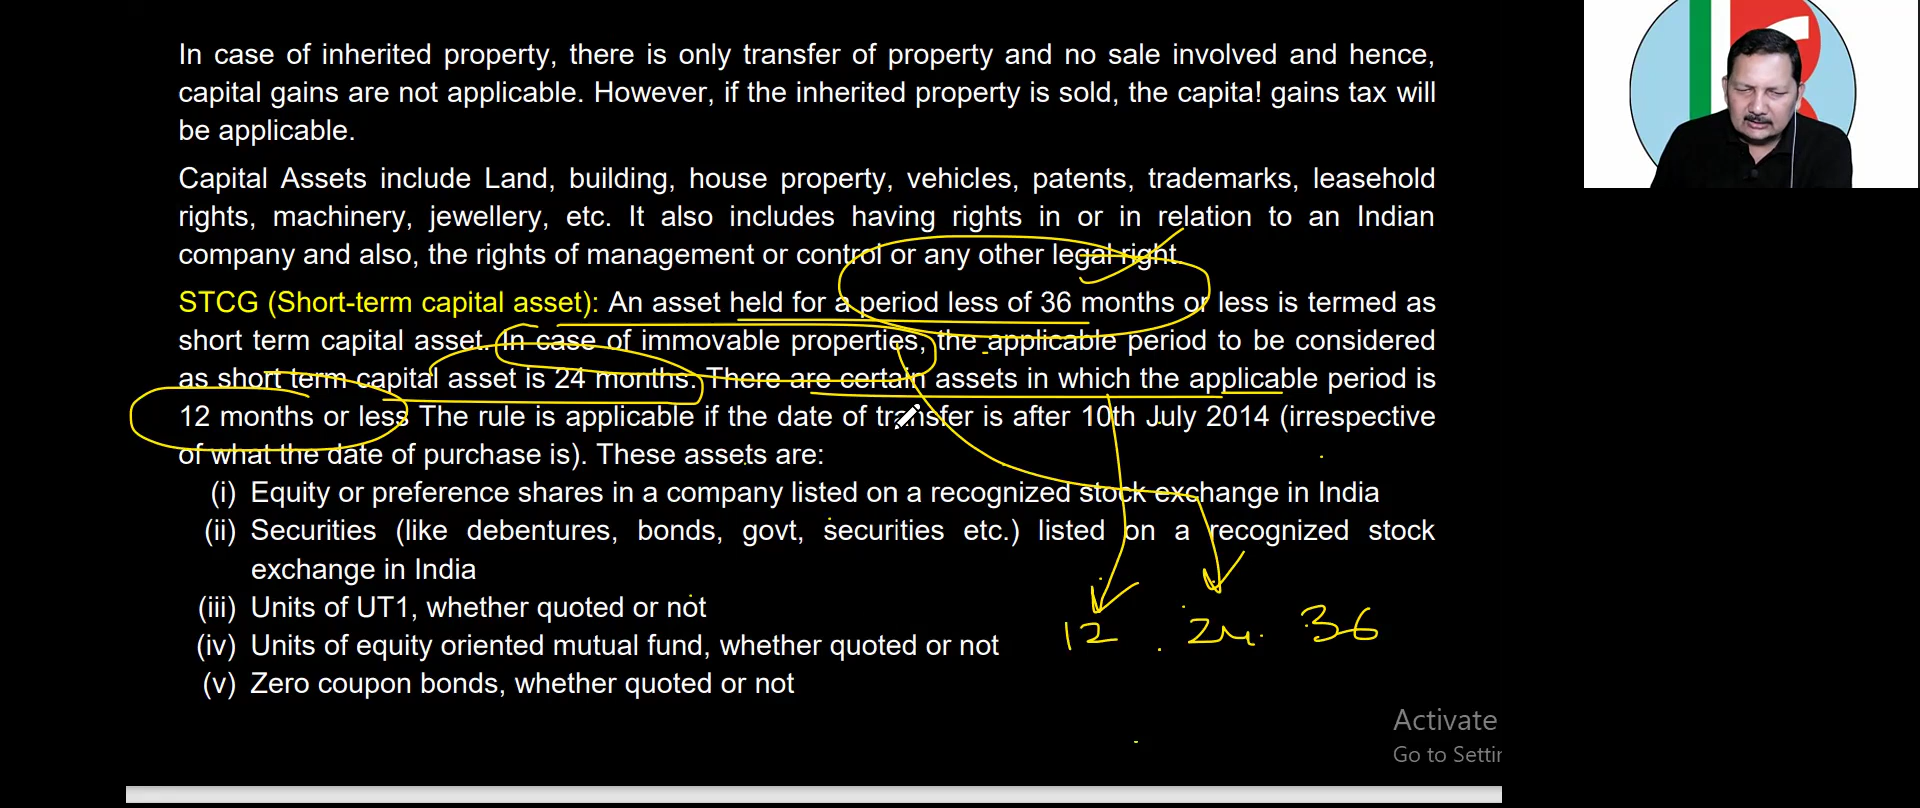 In case of inherited property, there is only transfer of property and no sale involved and hence,
capital gains are not applicable. However, if the inherited property is sold, the capita! gains tax will
be applicable.
Capital Assets include Land, building, house property, vehicles, patents, trademarks, leasehold
rights, machinery, jewellery, etc. It also includes having rights in or in relation to an Indian
company and also, the rights of management or control or any other legal right.
STCG (Short-term capital asset): An asset held for a period less of 36 months or less is termed as
short term capital asset. In case of immovable properties, the applicable period to be considered
as short term capital asset is 24 months. There are certain assets in which the applicable period is
12 months or less The rule is applicable if the date of transfer is after 10th July 2014 (irrespective
of what the date of purchase is). These assets are:
(i) Equity or preference shares in a company listed on a recognized stock exchange in India
(ii) Securities (like debentures, bonds, govt, securities etc.) listed on a recognized stock
exchange in India
(iii) Units of UT1, whether quoted or not
(iv) Units of equity oriented mutual fund, whether quoted or not
(v) Zero coupon bonds, whether quoted or not
12 24 36
Activate
Go to Settin